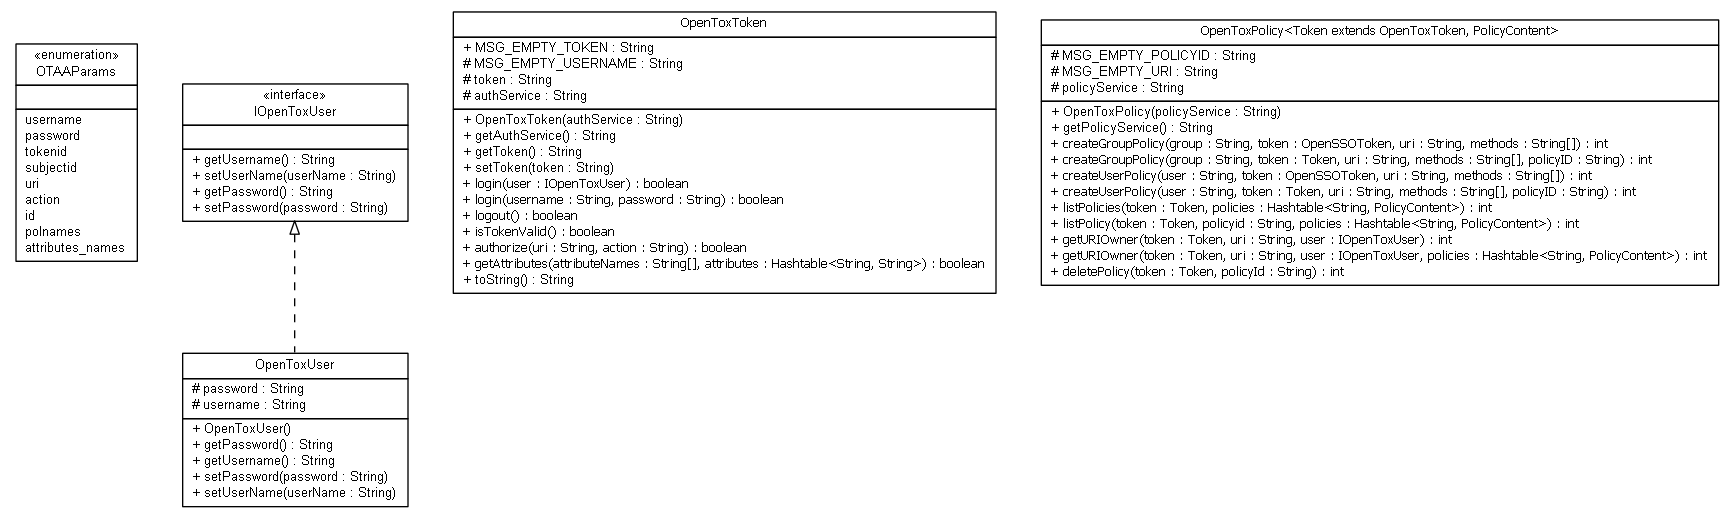 «enumeration»
OTAAParams
username
password
tokenid
subjectid
uri
action
id
polnames
attributes_names
«interface»
IOpenToxUser
+ getUsername() : String
+ setUserName(userName : String)
+ getPassword() : String
+ setPassword(password : String)
OpenToxUser
# password : String
# username : String
+ OpenToxUser()
+ getPassword() : String
+ getUsername() : String
+ setPassword(password : String)
+ setUserName(userName : String)
OpenToxToken
+ MSG_EMPTY_TOKEN : String
# MSG_EMPTY_USERNAME : String
# token : String
# authService : String
+ OpenToxToken(authService : String)
+ getAuthService() : String
+ getToken() : String
+ setToken(token : String)
+ login(user : IOpenToxUser) : boolean
+ login(username : String, password : String) : boolean
+ logout() : boolean
+ isTokenValid() : boolean
+ authorize(uri : String, action : String) : boolean
+ getAttributes(attributeNames : String[], attributes : Hashtable<String, String>) : boolean
+ toString() : String
OpenToxPolicy<Token extends OpenToxToken, PolicyContent>
# MSG_EMPTY_POLICYID : String
# MSG_EMPTY_URI : String
# policyService : String
+ OpenToxPolicy(policyService : String)
+ getPolicyService() : String
+ createGroupPolicy(group : String, token : OpenSSOToken, uri : String, methods : String[]) : int
+ createGroupPolicy(group : String, token : Token, uri : String, methods : String[], policyID : String) : int
+ createUserPolicy(user : String, token : OpenSSOToken, uri : String, methods : String[]) : int
+ createUserPolicy(user : String, token : Token, uri : String, methods : String[], policyID : String) : int
+ listPolicies(token : Token, policies : Hashtable<String, PolicyContent>) : int
+ listPolicy(token : Token, policyid : String, policies : Hashtable<String, PolicyContent>) : int
+ getURIOwner(token : Token, uri : String, user : IOpenToxUser) : int
+ getURIOwner(token : Token, uri : String, user : IOpenToxUser, policies : Hashtable<String, PolicyContent>) : int
+ deletePolicy(token : Token, policyId : String) : int